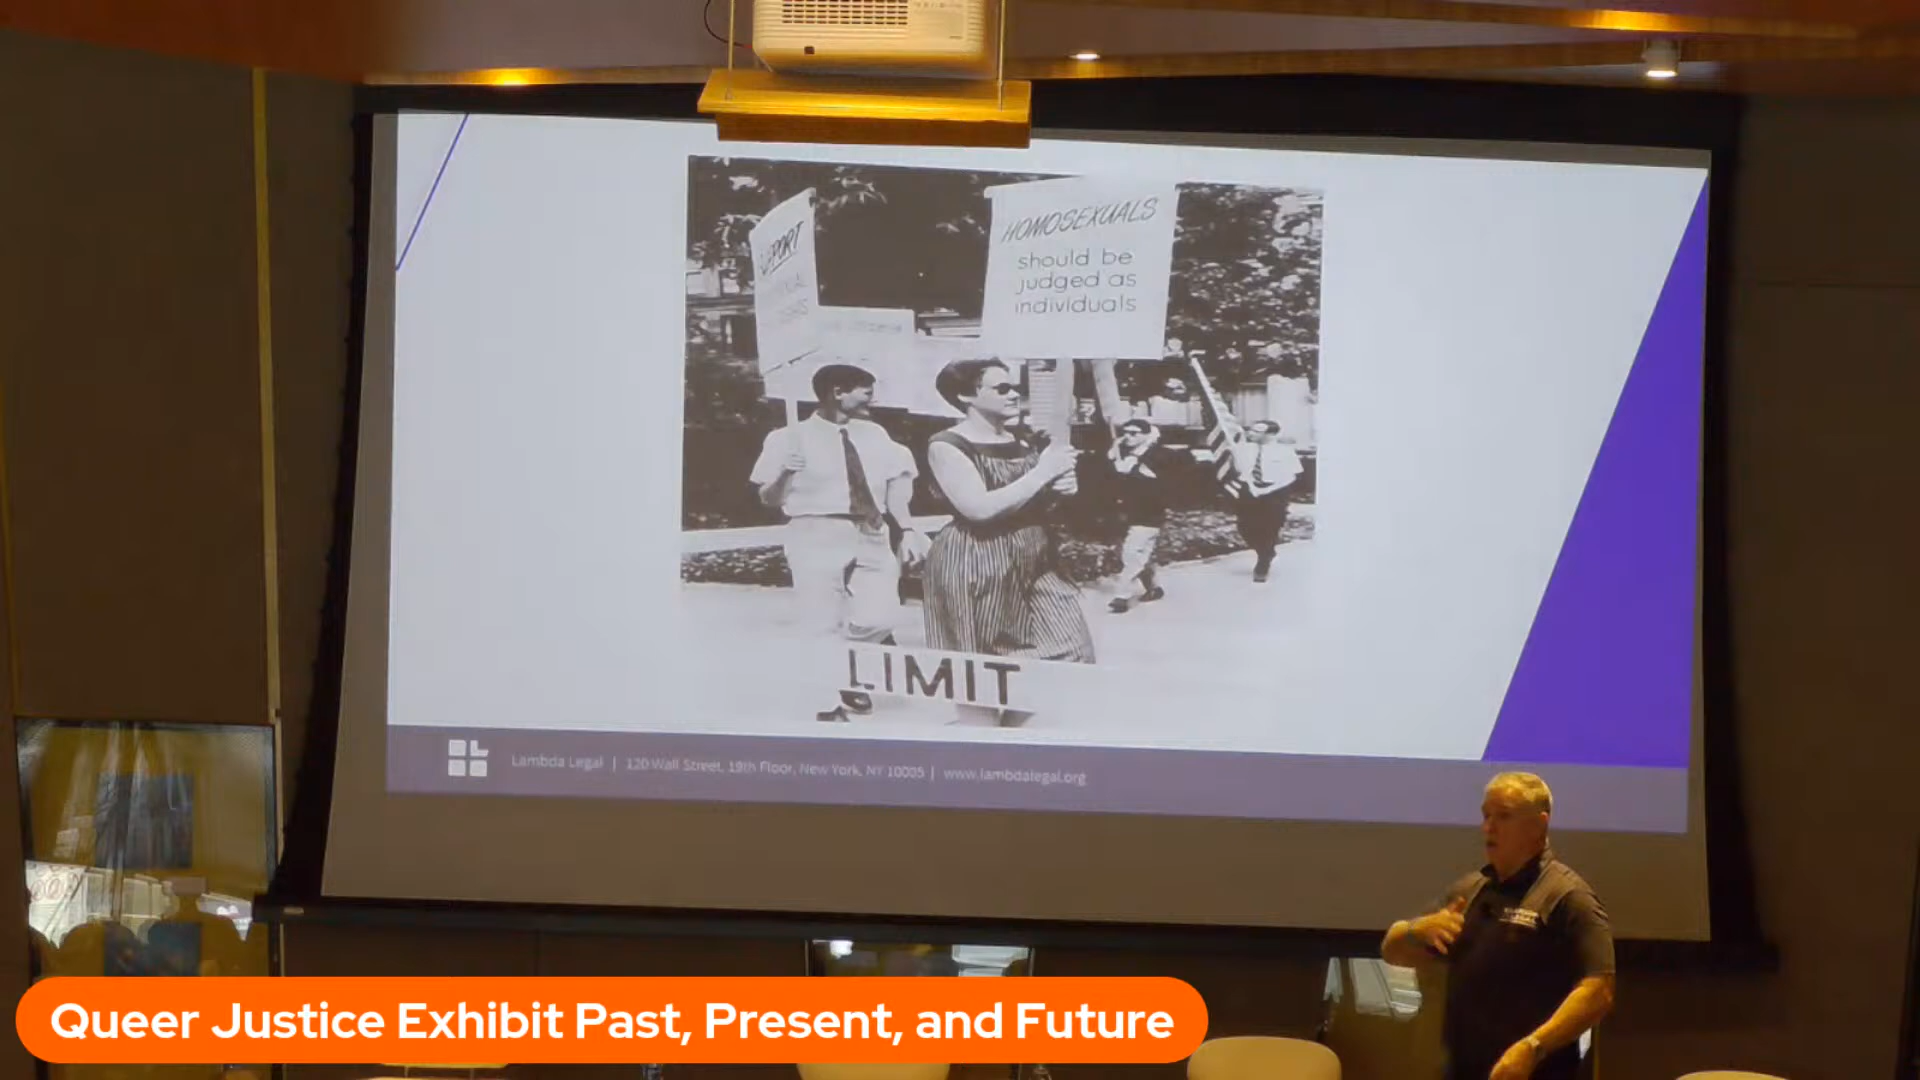 SUPPORT
HOMOSEXUALS
should be
judged as
individuals
LIMIT
Lambda Legal | 120 Wall Street, 19th Floor, New York, NY 10005 | www.lambdalegal.org
Queer Justice Exhibit Past, Present, and Future